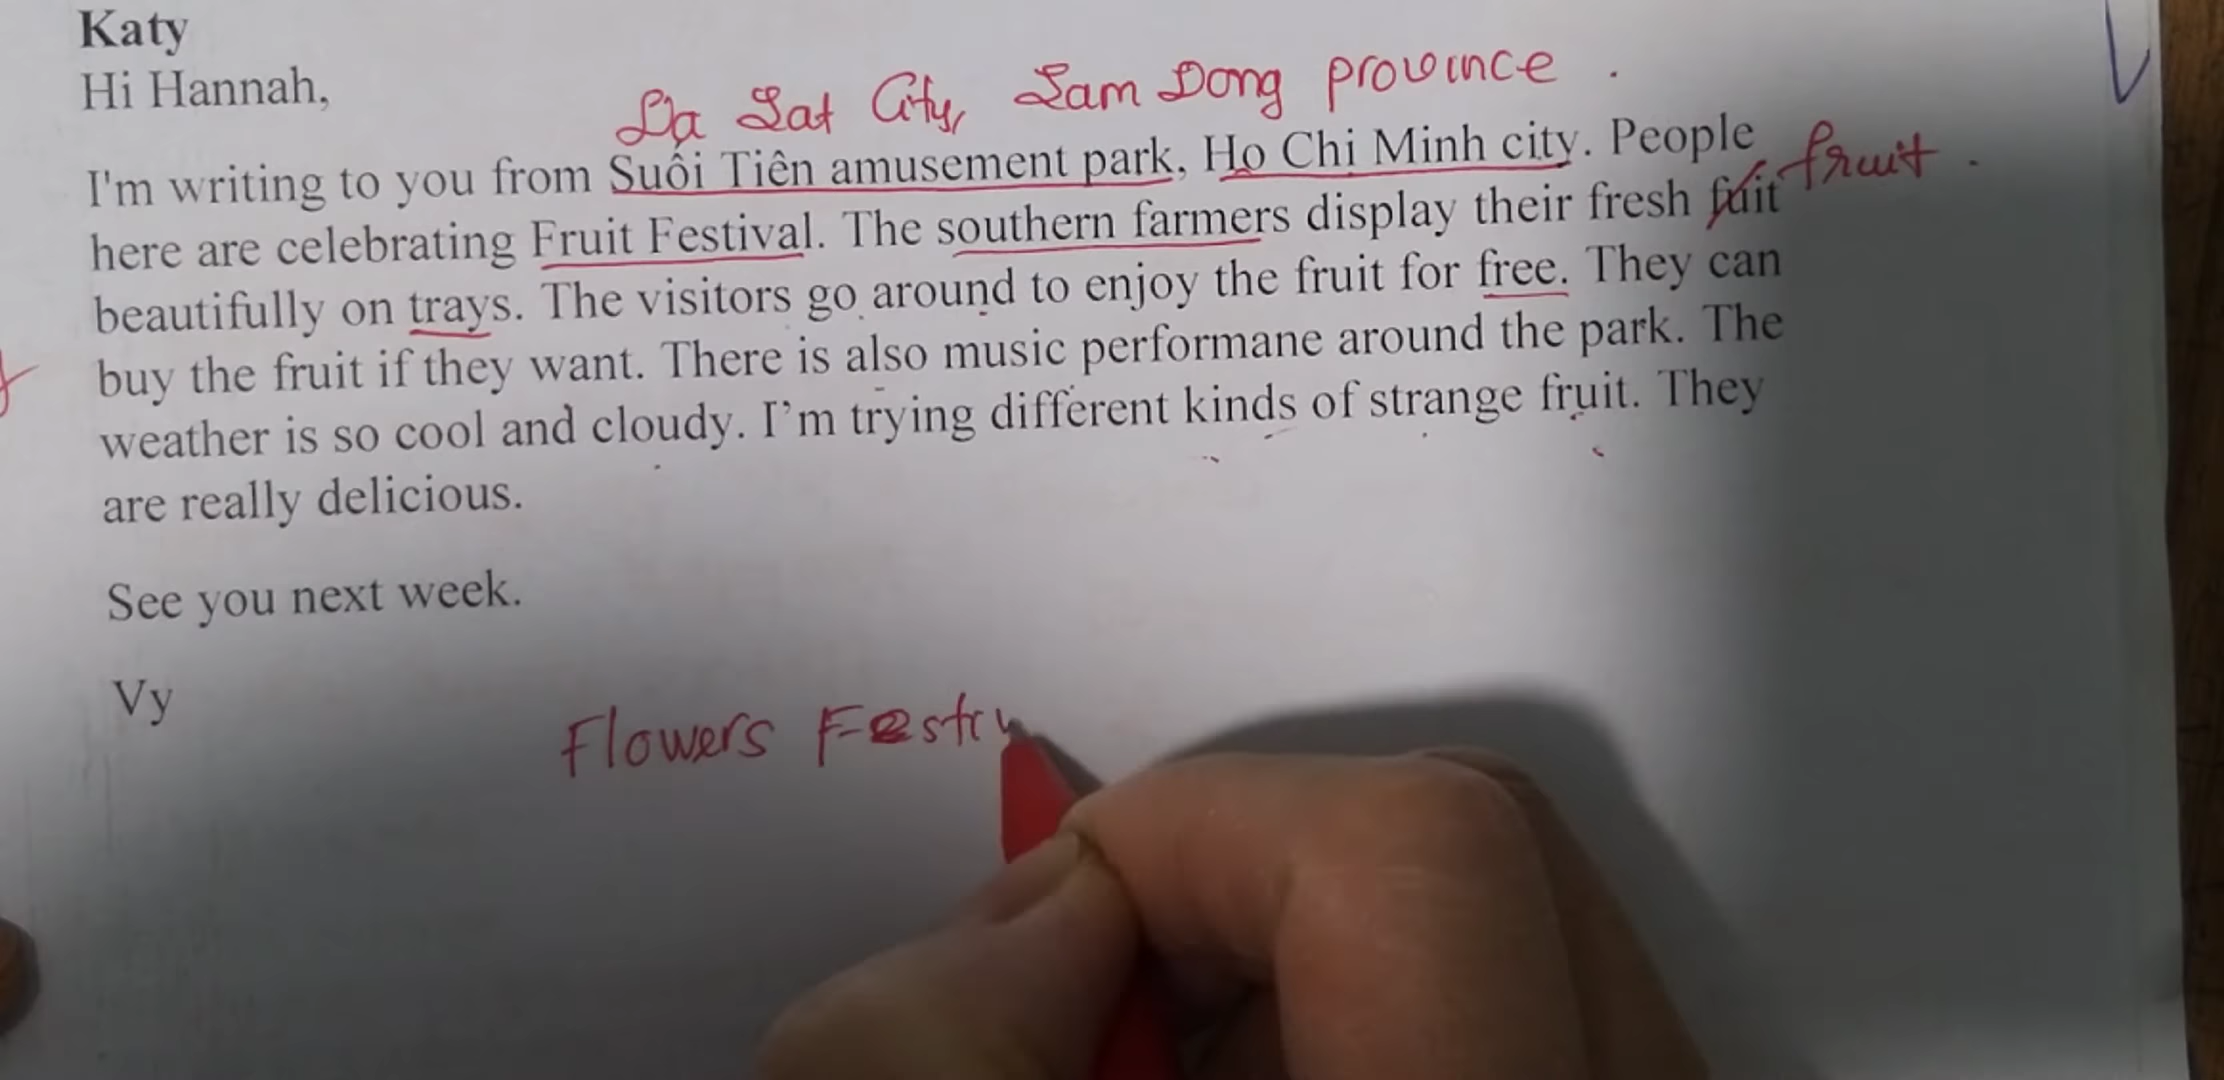 Katy
Hi Hannah,
Da Lat City, Lam Dong province.
I'm writing to you from Suối Tiên amusement park, Ho Chi Minh city. People
fruit.
here are celebrating Fruit Festival. The southern farmers display their fresh fuit
beautifully on trays. The visitors go around to enjoy the fruit for free. They can
buy the fruit if they want. There is also music performane around the park. The
weather is so cool and cloudy. I’m trying different kinds of strange fruit. They
are really delicious.
See you next week.
Vy
Flowers Festiv